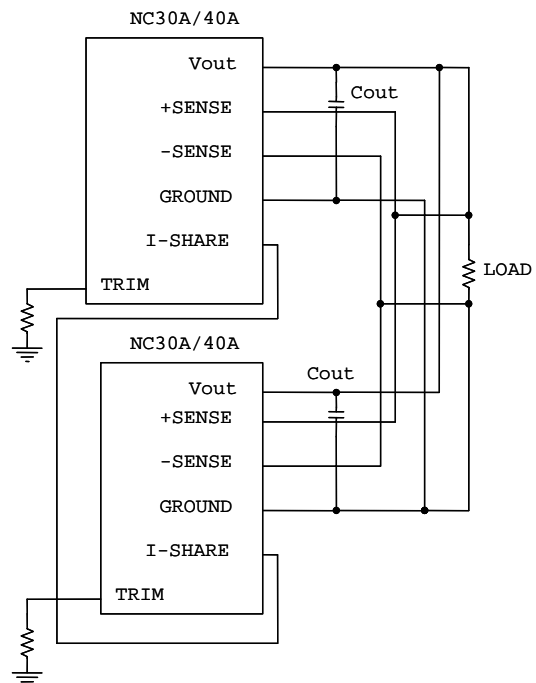 NC30A/40A
Vout
Cout
+SENSE
-SENSE
GROUND
I-SHARE
LOAD
TRIM
NC30A/40A
Cout
Vout
+SENSE
-SENSE
GROUND
I-SHARE
TRIM